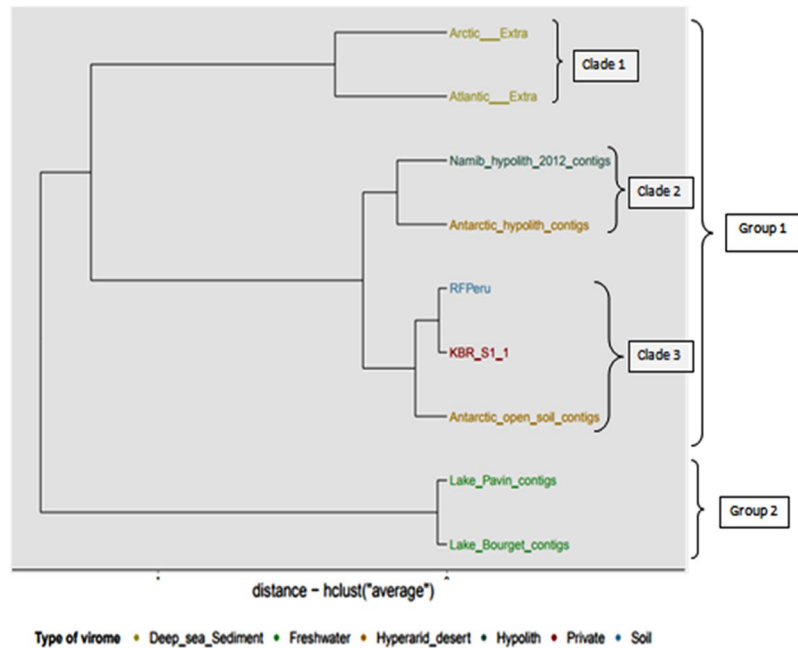 Arctic___Extra
Clade 1
Atlantic___Extra
Namib_hypolith_2012_contigs
Clade 2
Antarctic_hypolith_contigs
Group 1
RFPeru
KBR_S1_1
Clade 3
Antarctic_open_soil_contigs
Lake_Pavin_contigs
Group 2
Lake_Bourget_contigs
distance − hclust("average")
Type of virome • Deep_sea_Sediment • Freshwater • Hyperarid_desert • Hypolith • Private • Soil